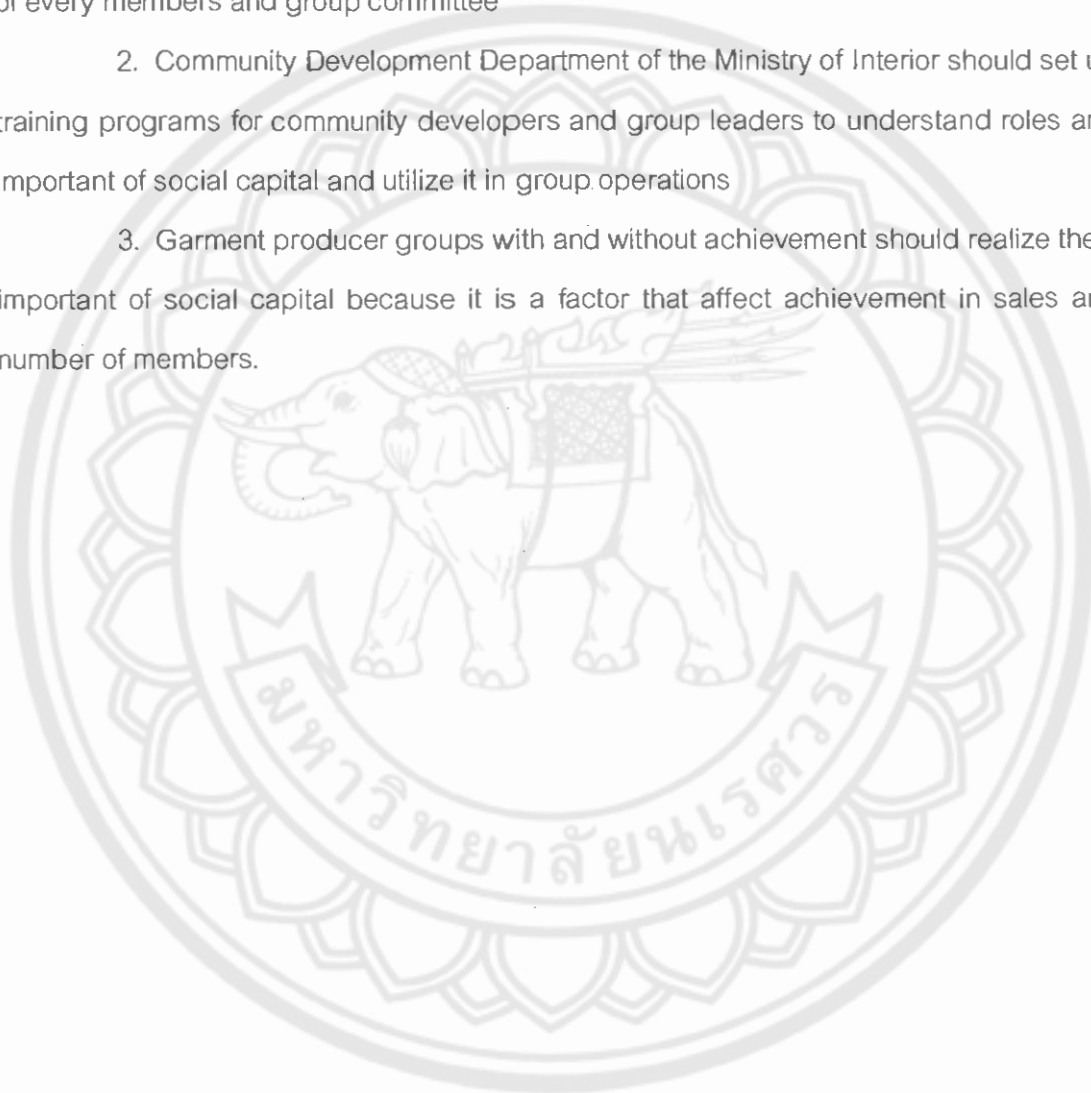 of every members and group committee
2. Community Development Department of the Ministry of Interior should set u
training programs for community developers and group leaders to understand roles an
important of social capital and utilize it in group operations
3. Garment producer groups with and without achievement should realize the
important of social capital because it is a factor that affect achievement in sales an
number of members.
มหาวิทยาลัยนเรศวร